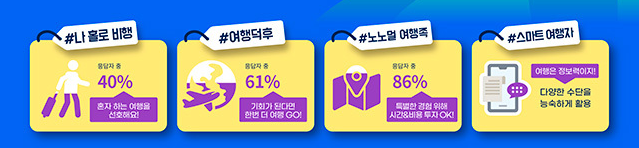 #나 홀로 비행
응답자 중
40%
혼자 하는 여행을
선호해요!
#여행덕후
응답자 중
61%
기회가 된다면
한번 더 여행 GO!
#노노멀 여행족
응답자 중
86%
특별한 경험 위해
시간&비용 투자 OK!
#스마트 여행자
여행은 정보력이지!
다양한 수단을
능숙하게 활용